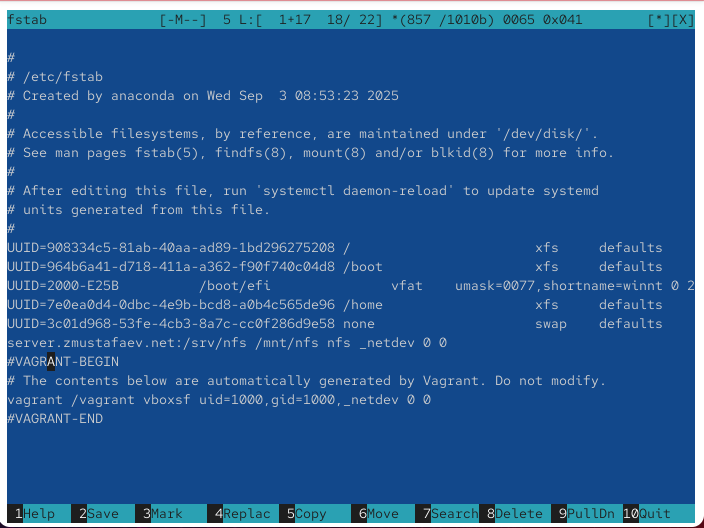 fstab [-M--] 5 L:[ 1+17 18/ 22] *(857 /1010b) 0065 0x041 [*][X]
#
# /etc/fstab
# Created by anaconda on Wed Sep  3 08:53:23 2025
#
# Accessible filesystems, by reference, are maintained under '/dev/disk/'.
# See man pages fstab(5), findfs(8), mount(8) and/or blkid(8) for more info.
#
# After editing this file, run 'systemctl daemon-reload' to update systemd
# units generated from this file.
#
UUID=908334c5-81ab-40aa-ad89-1bd296275208 / xfs defaults
UUID=964b6a41-d718-411a-a362-f90f740c04d8 /boot xfs defaults
UUID=2000-E25B /boot/efi vfat umask=0077,shortname=winnt 0 2
UUID=7e0ea0d4-0dbc-4e9b-bcd8-a0b4c565de96 /home xfs defaults
UUID=3c01d968-53fe-4cb3-8a7c-cc0f286d9e58 none swap defaults
server.zmustafaev.net:/srv/nfs /mnt/nfs nfs _netdev 0 0
#VAGRANT-BEGIN
# The contents below are automatically generated by Vagrant. Do not modify.
vagrant /vagrant vboxsf uid=1000,gid=1000,_netdev 0 0
#VAGRANT-END
1Help 2Save 3Mark 4Replac 5Copy 6Move 7Search 8Delete 9PullDn 10Quit